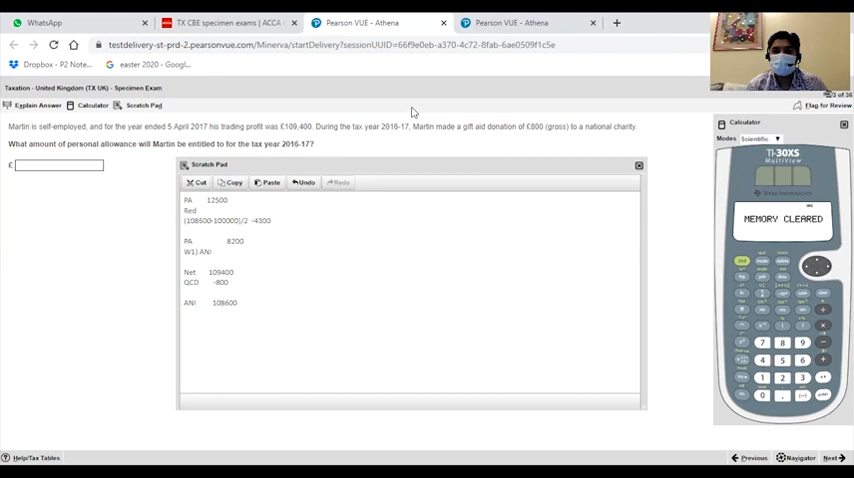 WhatsApp
TX CBE specimen exams | ACCA
Pearson VUE - Athena
Pearson VUE - Athena
testdelivery-st-prd-2.pearsonvue.com/Minerva/startDelivery?sessionUUID=66f9e0eb-a370-4c72-8fab-6ae0509f1c5e
Dropbox - P2 Note...
easter 2020 - Googl...
Taxation - United Kingdom (TX UK) - Specimen Exam
3 of 36
Explain Answer
Calculator
Scratch Pad
Flag for Review
Martin is self-employed, and for the year ended 5 April 2017 his trading profit was £109,400. During the tax year 2016-17, Martin made a gift aid donation of £800 (gross) to a national charity.
What amount of personal allowance will Martin be entitled to for the tax year 2016-17?
£
Scratch Pad
Cut
Copy
Paste
Undo
Redo
PA 12500
Red
(108600-100000)/2 -4300
PA 8200
W1) ANI
Net 109400
QCD -800
ANI 108600
Calculator
Modes Scientific
TI-30XS
MultiView
TEXAS INSTRUMENTS
MEMORY CLEARED
7 8 9
4 5 6
1 2 3
0 . (-)
Help/Tax Tables
Previous
Navigator
Next